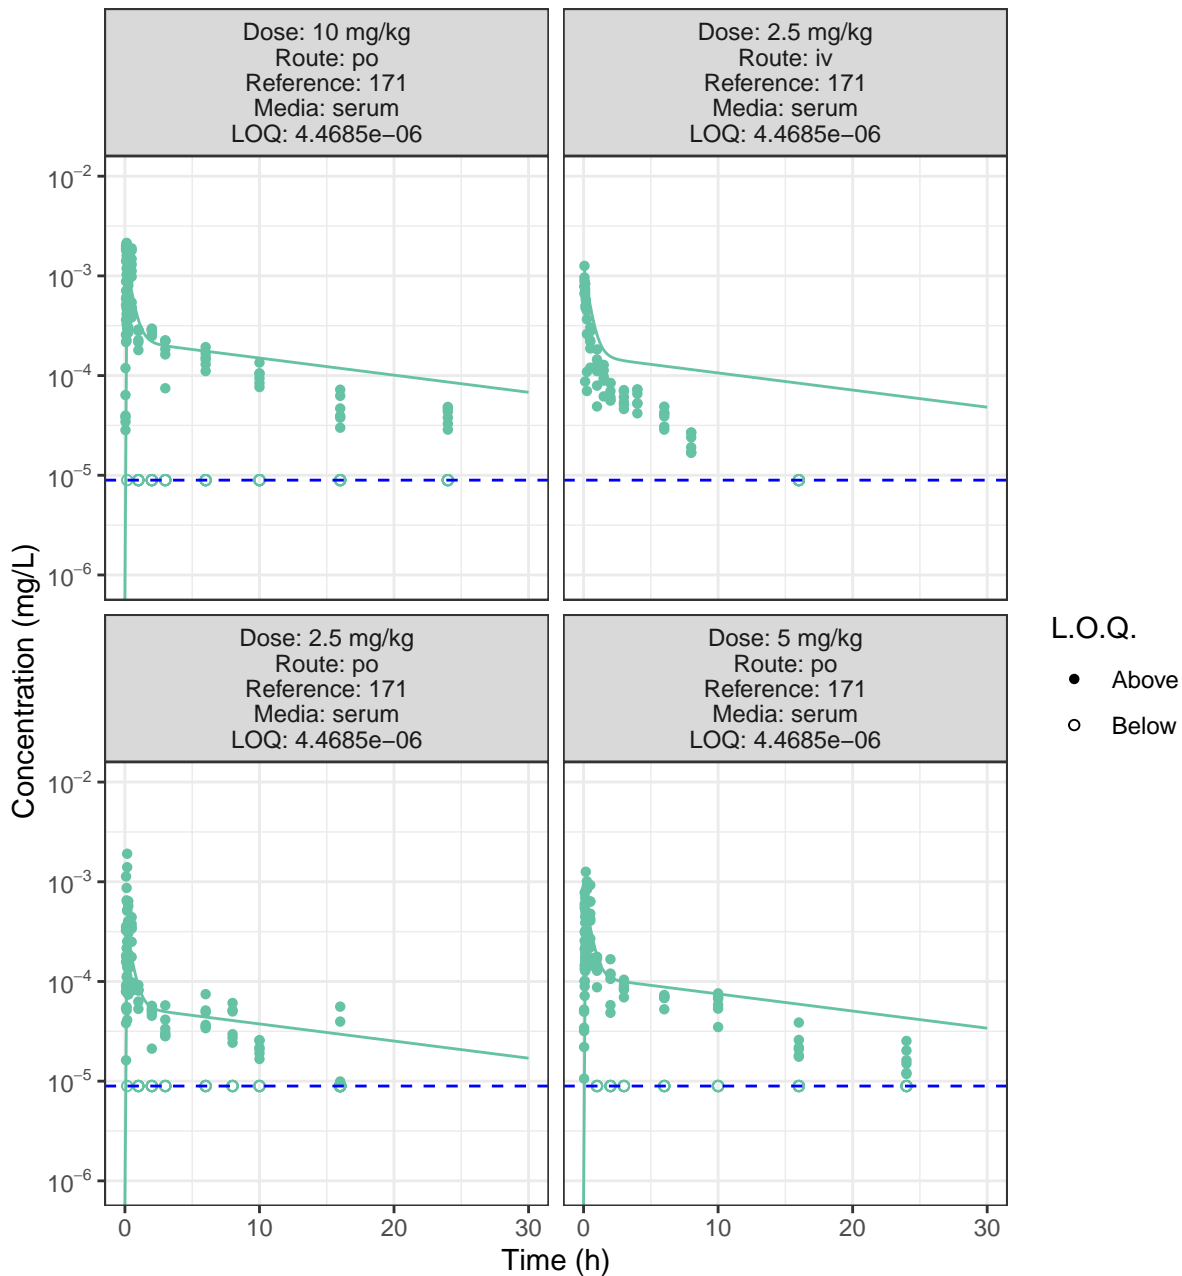 Dose: 10 mg/kg
Route: po
Reference: 171
Media: serum
LOQ: 4.4685e−06
Dose: 2.5 mg/kg
Route: iv
Reference: 171
Media: serum
LOQ: 4.4685e−06
10−2
10−3
10−4
10−5
10−6
Dose: 2.5 mg/kg
Route: po
Reference: 171
Media: serum
LOQ: 4.4685e−06
Dose: 5 mg/kg
Route: po
Reference: 171
Media: serum
LOQ: 4.4685e−06
10−2
10−3
10−4
10−5
10−6
0 10 20 30
0 10 20 30
Time (h)
Concentration (mg/L)
L.O.Q.
Above
Below